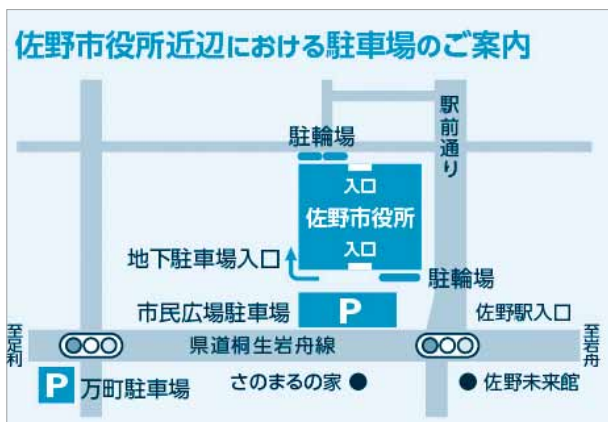 佐野市役所近辺における駐車場のご案内
駅前通り
駐輪場
入口
佐野市役所
入口
地下駐車場入口
駐輪場
市民広場駐車場
P
佐野駅入口
至足利
県道桐生岩舟線
至岩舟
P
万町駐車場
さのまるの家
佐野未来館